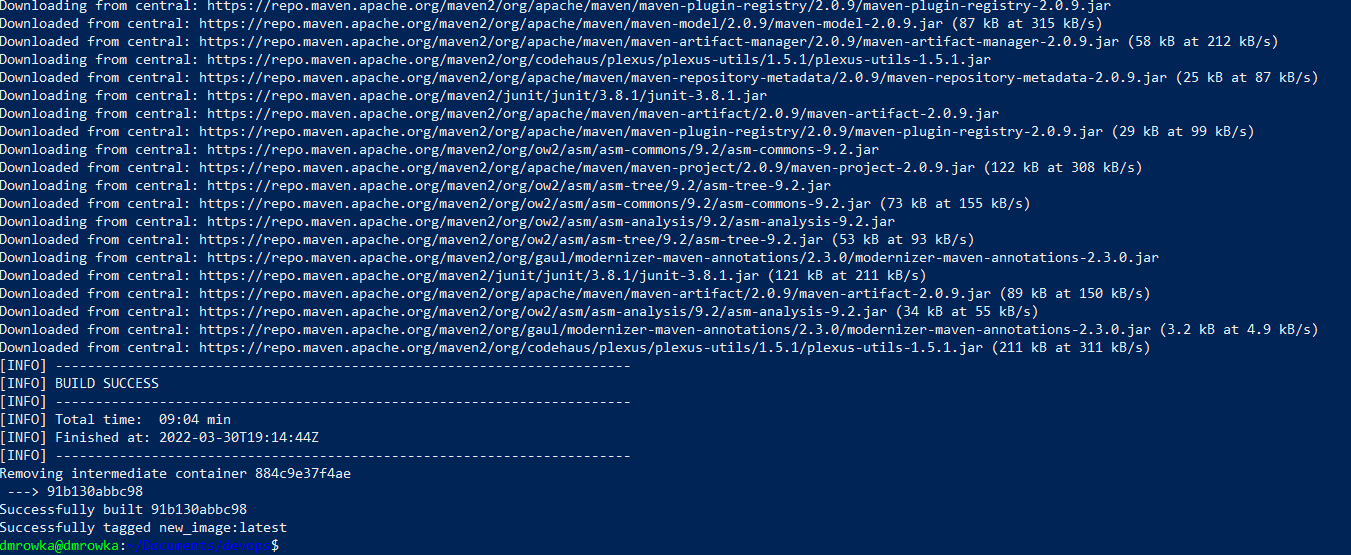 Downloading from central: https://repo.maven.apache.org/maven2/org/apache/maven/maven-plugin-registry/2.0.9/maven-plugin-registry-2.0.9.jar
Downloaded from central: https://repo.maven.apache.org/maven2/org/apache/maven/maven-model/2.0.9/maven-model-2.0.9.jar (87 kB at 315 kB/s)
Downloaded from central: https://repo.maven.apache.org/maven2/org/apache/maven/maven-artifact-manager/2.0.9/maven-artifact-manager-2.0.9.jar (58 kB at 212 kB/s)
Downloading from central: https://repo.maven.apache.org/maven2/org/codehaus/plexus/plexus-utils/1.5.1/plexus-utils-1.5.1.jar
Downloaded from central: https://repo.maven.apache.org/maven2/org/apache/maven/maven-repository-metadata/2.0.9/maven-repository-metadata-2.0.9.jar (25 kB at 87 kB/s)
Downloading from central: https://repo.maven.apache.org/maven2/junit/junit/3.8.1/junit-3.8.1.jar
Downloading from central: https://repo.maven.apache.org/maven2/org/apache/maven/maven-artifact/2.0.9/maven-artifact-2.0.9.jar
Downloaded from central: https://repo.maven.apache.org/maven2/org/apache/maven/maven-plugin-registry/2.0.9/maven-plugin-registry-2.0.9.jar (29 kB at 99 kB/s)
Downloading from central: https://repo.maven.apache.org/maven2/org/ow2/asm/asm-commons/9.2/asm-commons-9.2.jar
Downloaded from central: https://repo.maven.apache.org/maven2/org/apache/maven/maven-project/2.0.9/maven-project-2.0.9.jar (122 kB at 308 kB/s)
Downloading from central: https://repo.maven.apache.org/maven2/org/ow2/asm/asm-tree/9.2/asm-tree-9.2.jar
Downloaded from central: https://repo.maven.apache.org/maven2/org/ow2/asm/asm-commons/9.2/asm-commons-9.2.jar (73 kB at 155 kB/s)
Downloading from central: https://repo.maven.apache.org/maven2/org/ow2/asm/asm-analysis/9.2/asm-analysis-9.2.jar
Downloaded from central: https://repo.maven.apache.org/maven2/org/ow2/asm/asm-tree/9.2/asm-tree-9.2.jar (53 kB at 93 kB/s)
Downloading from central: https://repo.maven.apache.org/maven2/org/gaul/modernizer-maven-annotations/2.3.0/modernizer-maven-annotations-2.3.0.jar
Downloaded from central: https://repo.maven.apache.org/maven2/junit/junit/3.8.1/junit-3.8.1.jar (121 kB at 211 kB/s)
Downloaded from central: https://repo.maven.apache.org/maven2/org/apache/maven/maven-artifact/2.0.9/maven-artifact-2.0.9.jar (89 kB at 150 kB/s)
Downloaded from central: https://repo.maven.apache.org/maven2/org/ow2/asm/asm-analysis/9.2/asm-analysis-9.2.jar (34 kB at 55 kB/s)
Downloaded from central: https://repo.maven.apache.org/maven2/org/gaul/modernizer-maven-annotations/2.3.0/modernizer-maven-annotations-2.3.0.jar (3.2 kB at 4.9 kB/s)
Downloaded from central: https://repo.maven.apache.org/maven2/org/codehaus/plexus/plexus-utils/1.5.1/plexus-utils-1.5.1.jar (211 kB at 311 kB/s)
[INFO] ------------------------------------------------------------------------
[INFO] BUILD SUCCESS
[INFO] ------------------------------------------------------------------------
[INFO] Total time:  09:04 min
[INFO] Finished at: 2022-03-30T19:14:44Z
[INFO] ------------------------------------------------------------------------
Removing intermediate container 884c9e37f4ae
 ---> 91b130abbc98
Successfully built 91b130abbc98
Successfully tagged new_image:latest
dmrowka@dmrowka:~/Documents/devops$